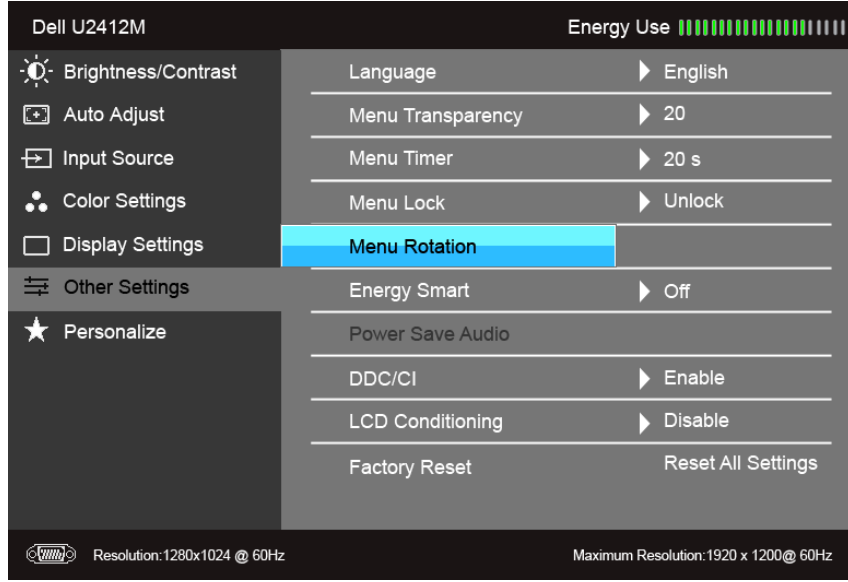 Dell U2412M Energy Use
Brightness/Contrast Language English
Auto Adjust Menu Transparency 20
Input Source Menu Timer 20 s
Color Settings Menu Lock Unlock
Display Settings Menu Rotation
Other Settings Energy Smart Off
Personalize Power Save Audio
DDC/CI Enable
LCD Conditioning Disable
Factory Reset Reset All Settings
Resolution:1280x1024 @ 60Hz Maximum Resolution:1920 x 1200@ 60Hz